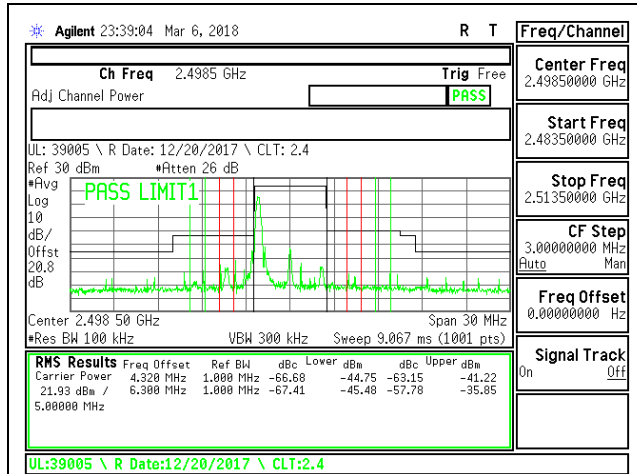 Agilent 23:39:04 Mar 6, 2018 R T
Freq/Channel
Ch Freq 2.4985 GHz Trig Free
Adj Channel Power PASS
Center Freq
2.49850000 GHz
Start Freq
2.48350000 GHz
Stop Freq
2.51350000 GHz
CF Step
3.00000000 MHz
Auto Man
Freq Offset
0.00000000 Hz
Signal Track
On Off
UL: 39005 \ R Date: 12/20/2017 \ CLT: 2.4
Ref 30 dBm #Atten 26 dB
#Avg
Log
10
dB/
Offst
20.8
dB
PASS LIMIT1
Center 2.498 50 GHz Span 30 MHz
#Res BW 100 kHz VBW 300 kHz Sweep 9.067 ms (1001 pts)
RMS Results Freq Offset Ref BW dBc Lower dBm dBc Upper dBm
Carrier Power 4.320 MHz 1.000 MHz -66.68 -44.75 -63.15 -41.22
21.93 dBm / 6.300 MHz 1.000 MHz -67.41 -45.48 -57.78 -35.85
5.00000 MHz
UL:39005 \ R Date:12/20/2017 \ CLT:2.4